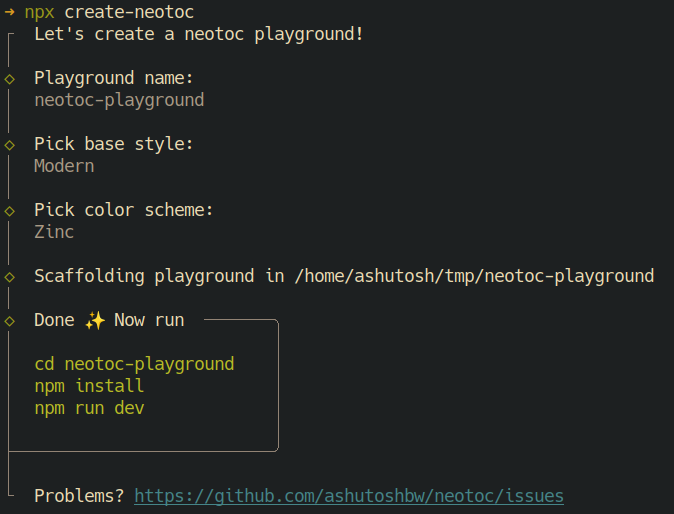 → npx create-neotoc
Let's create a neotoc playground!
◇ Playground name:
neotoc-playground
◇ Pick base style:
Modern
◇ Pick color scheme:
Zinc
◇ Scaffolding playground in /home/ashutosh/tmp/neotoc-playground
◇ Done ✨ Now run
cd neotoc-playground
npm install
npm run dev
Problems? https://github.com/ashutoshbw/neotoc/issues